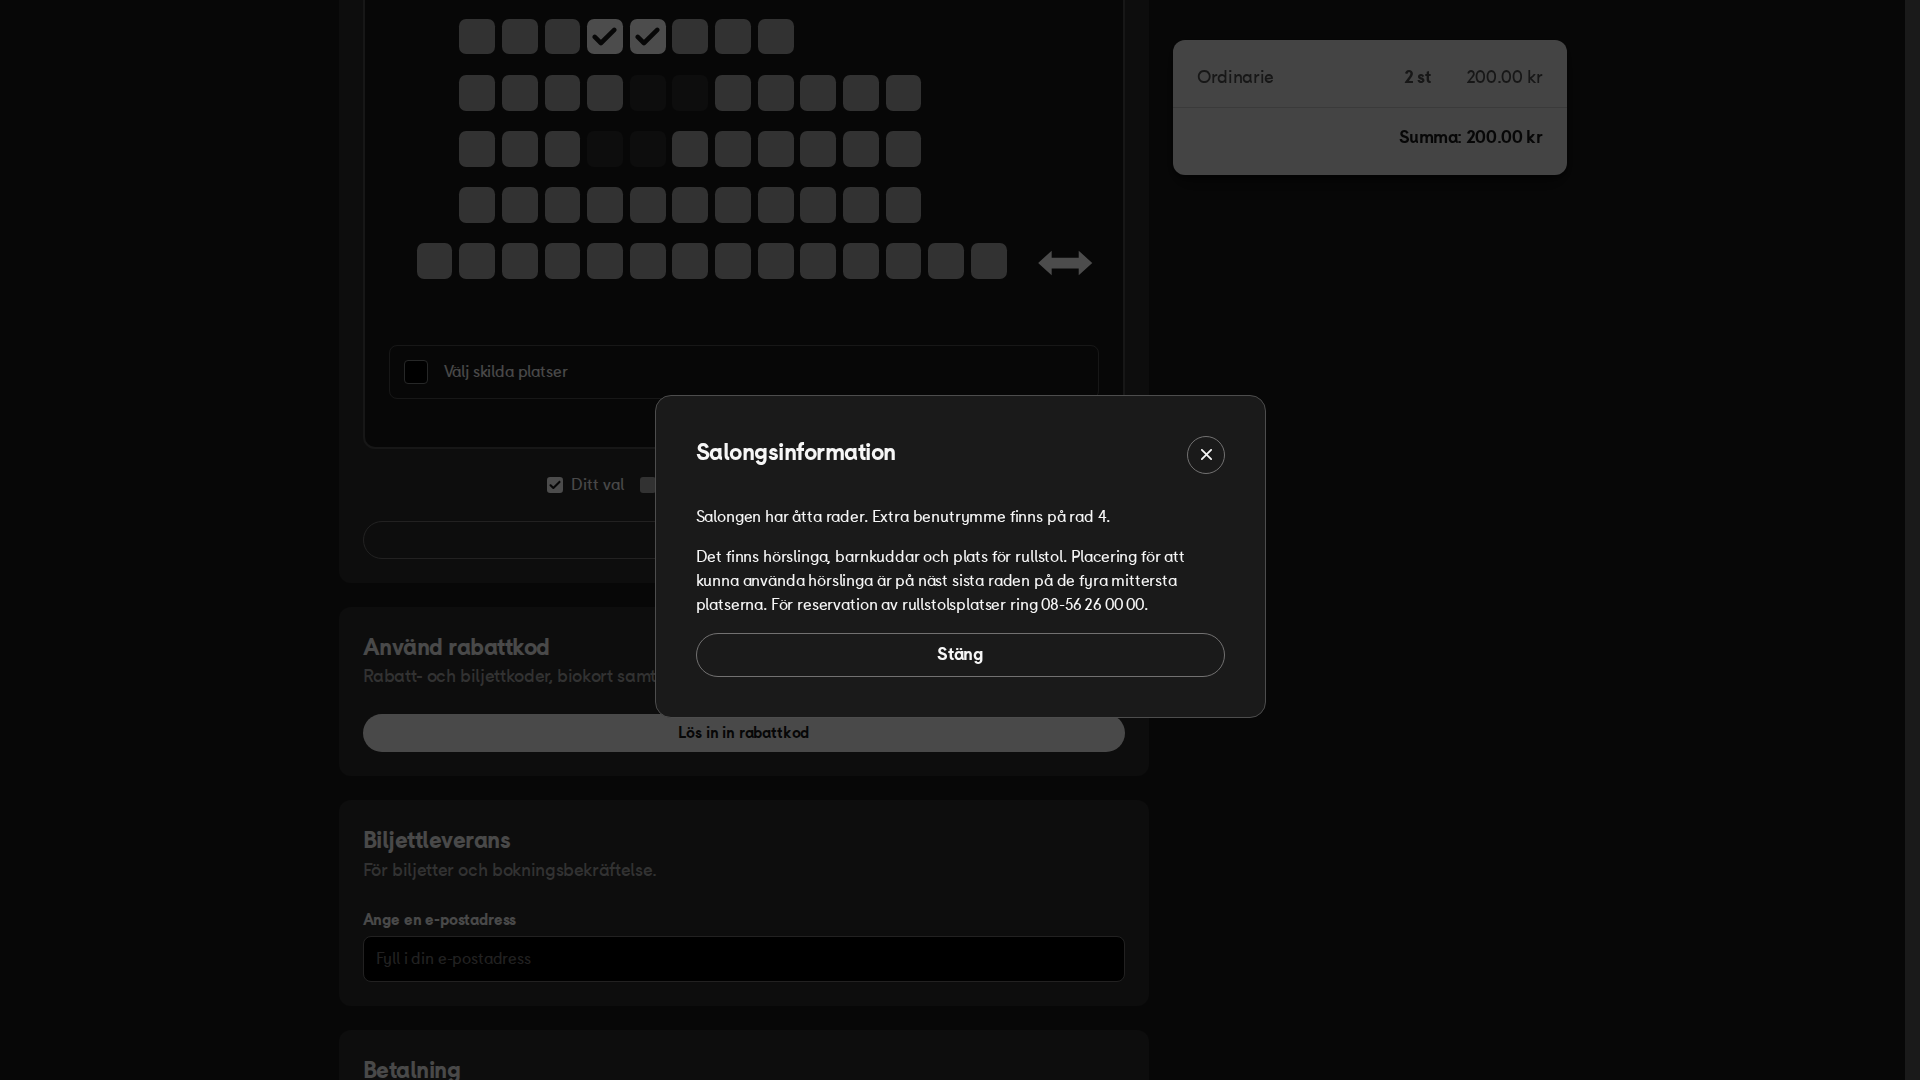 Ordinarie 2 st 200.00 kr
Summa: 200.00 kr
Välj skilda platser
Ditt val
Salongsinformation
Salongen har åtta rader. Extra benutrymme finns på rad 4.
Det finns hörslinga, barnkuddar och plats för rullstol. Placering för att
kunna använda hörslinga är på näst sista raden på de fyra mittersta
platserna. För reservation av rullstolsplatser ring 08-56 26 00 00.
Stäng
Använd rabattkod
Rabatt- och biljettkoder, biokort samt
Lös in in rabattkod
Biljettleverans
För biljetter och bokningsbekräftelse.
Ange en e-postadress
Fyll i din e-postadress
Betalning